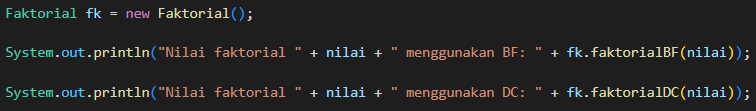 Faktorial fk = new Faktorial();
System.out.println("Nilai faktorial " + nilai + " menggunakan BF: " + fk.faktorialBF(nilai));
System.out.println("Nilai faktorial " + nilai + " menggunakan DC: " + fk.faktorialDC(nilai));